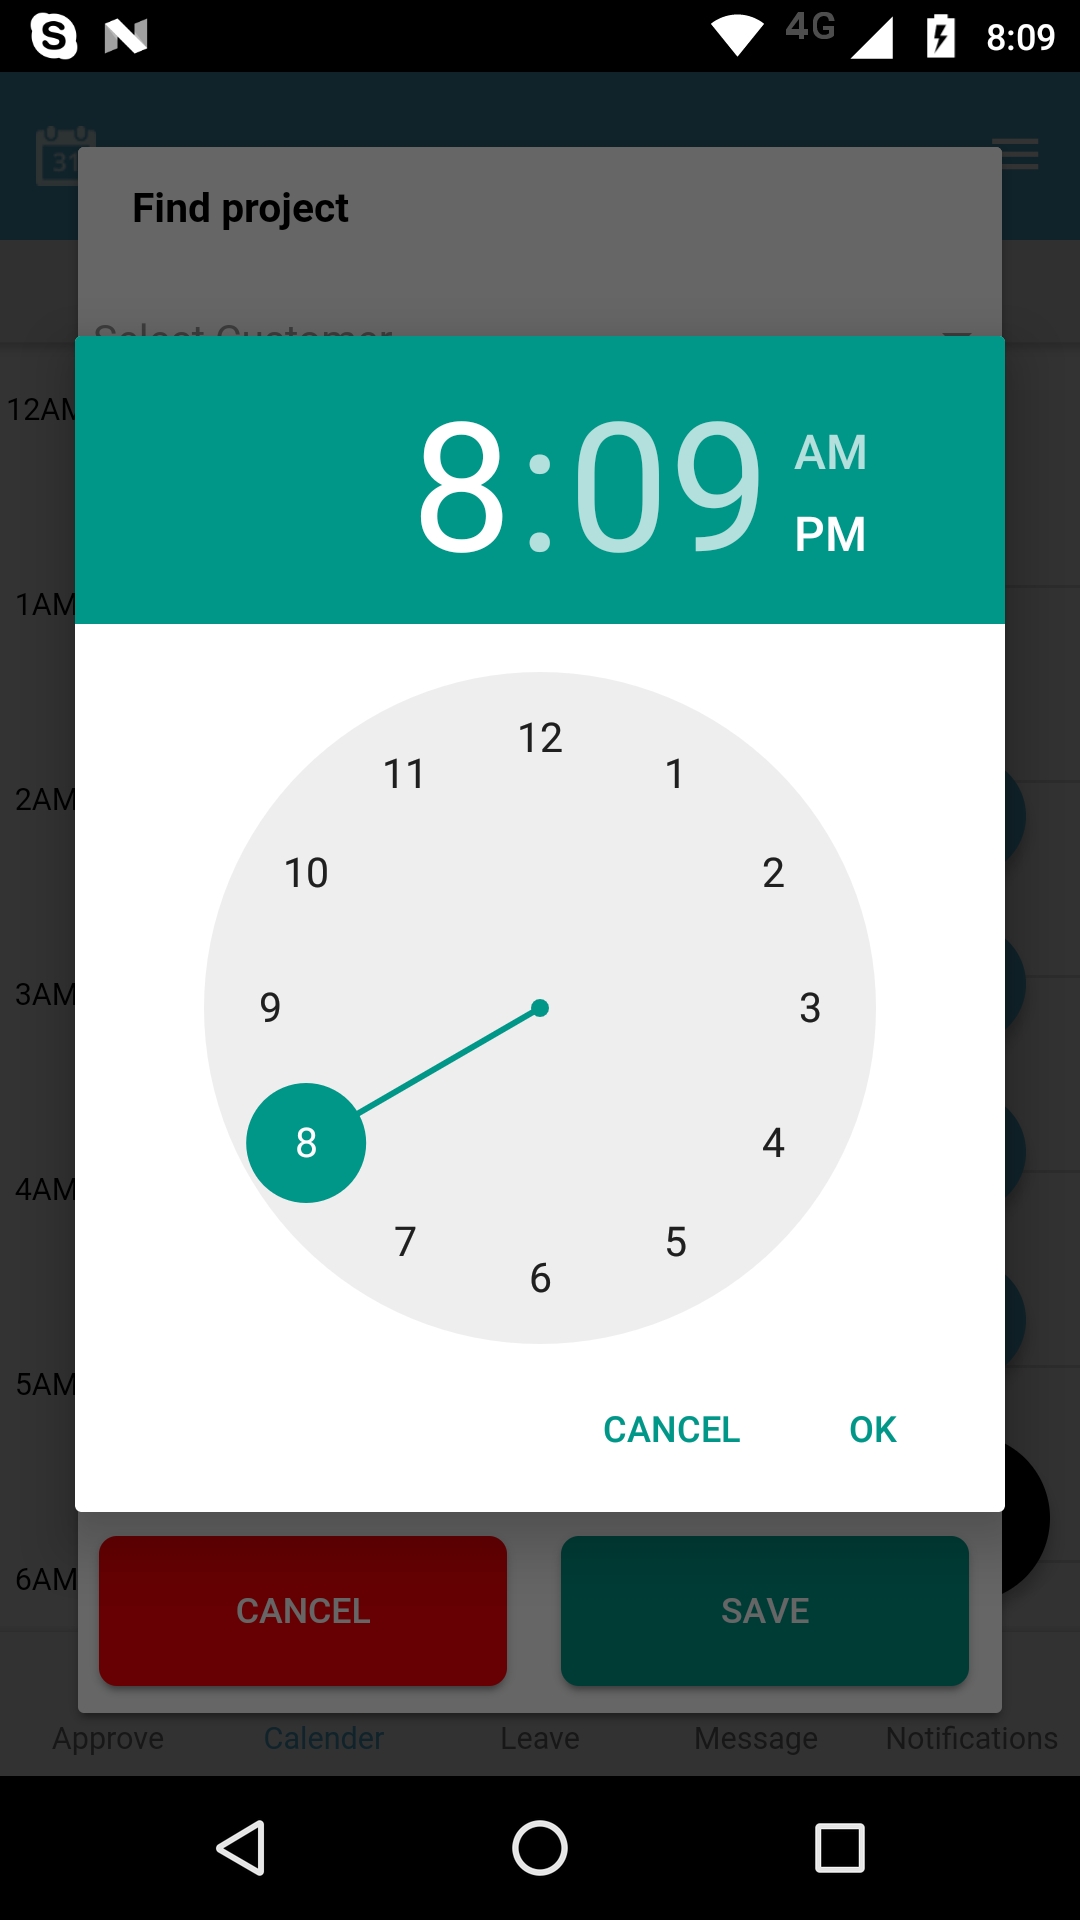 S N 4G 8:09
31
Find project
Select Customer
12AM
8:09
AM
PM
1AM
2AM
3AM
4AM
5AM
6AM
12
11
1
10
2
9
3
8
4
7
5
6
CANCEL OK
CANCEL SAVE
Approve Calender Leave Message Notifications